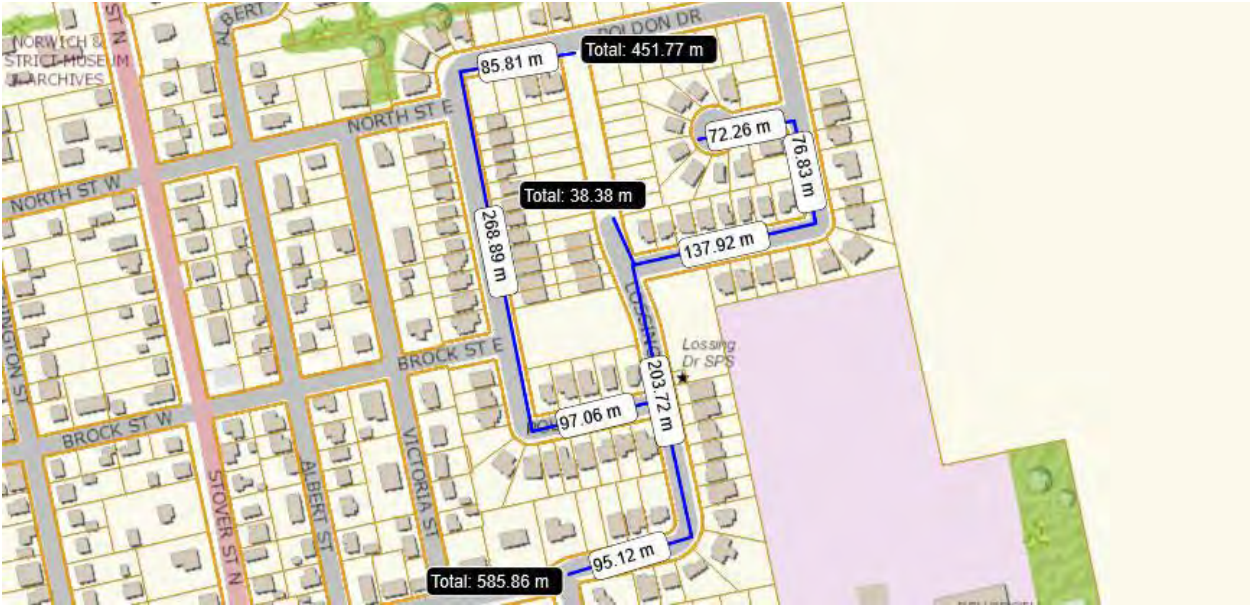 ST N
ALBERT
DOLDON DR
NORWICH &
STRICT MUSEUM
& ARCHIVES
85.81 m
Total: 451.77 m
NORTH ST E
72.26 m
76.83 m
NORTH ST W
Total: 38.38 m
268.89 m
137.92 m
LOSSING
Lossing
Dr SPS
INGTON ST
BROCK ST E
203.72 m
97.06 m
BROCK ST W
VICTORIA ST
ALBERT ST
STOVER ST N
95.12 m
Total: 585.86 m